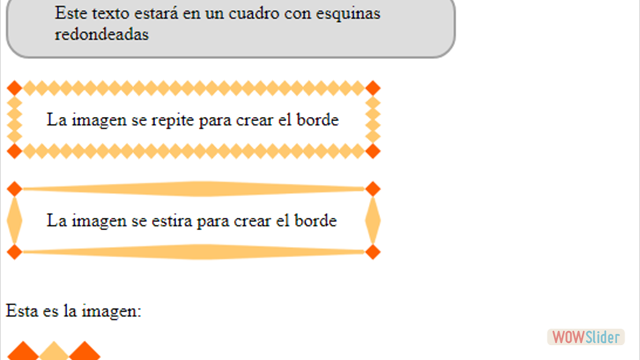 Este texto estará en un cuadro con esquinas
redondeadas
La imagen se repite para crear el borde
La imagen se estira para crear el borde
Esta es la imagen:
WOWSlider